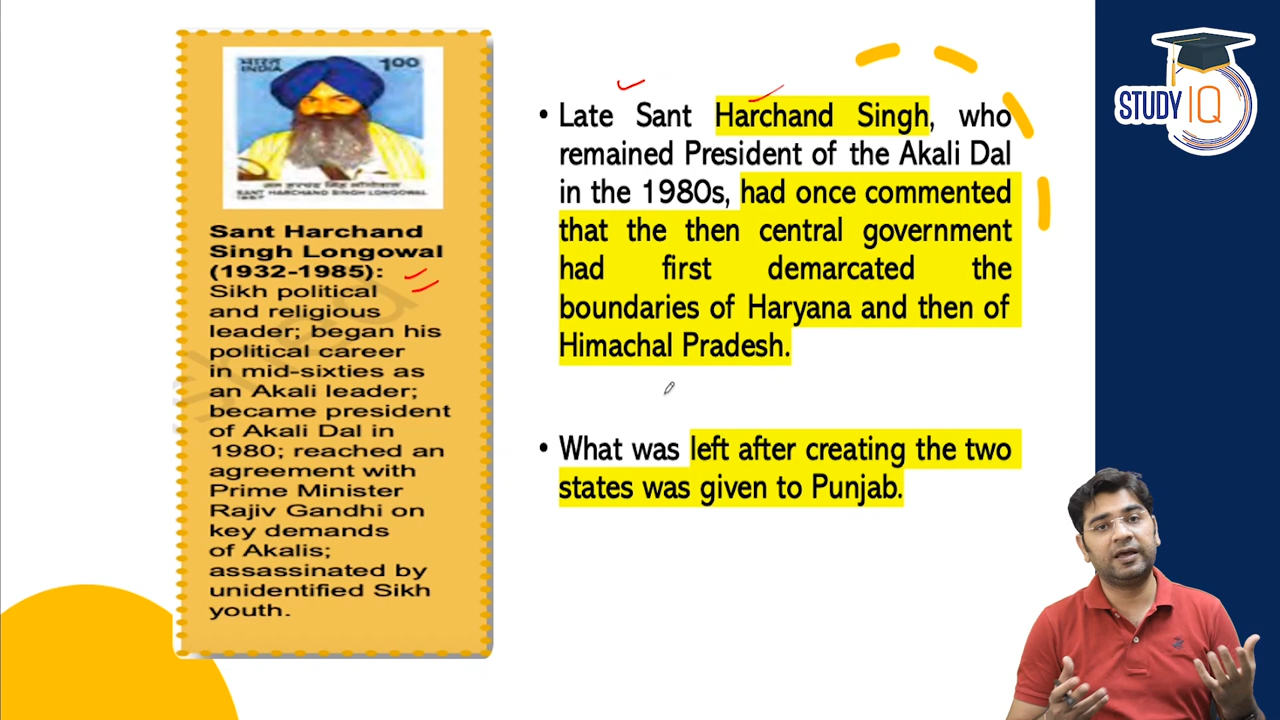 भारत
INDIA
1.00
SANT HARCHAND SINGH LONGOWAL
1987
Sant Harchand
Singh Longowal
(1932-1985):
Sikh political
and religious
leader; began his
political career
in mid-sixties as
an Akali leader;
became president
of Akali Dal in
1980; reached an
agreement with
Prime Minister
Rajiv Gandhi on
key demands
of Akalis;
assassinated by
unidentified Sikh
youth.
• Late Sant Harchand Singh, who
remained President of the Akali Dal
in the 1980s, had once commented
that the then central government
had first demarcated the
boundaries of Haryana and then of
Himachal Pradesh.
• What was left after creating the two
states was given to Punjab.
STUDY IQ